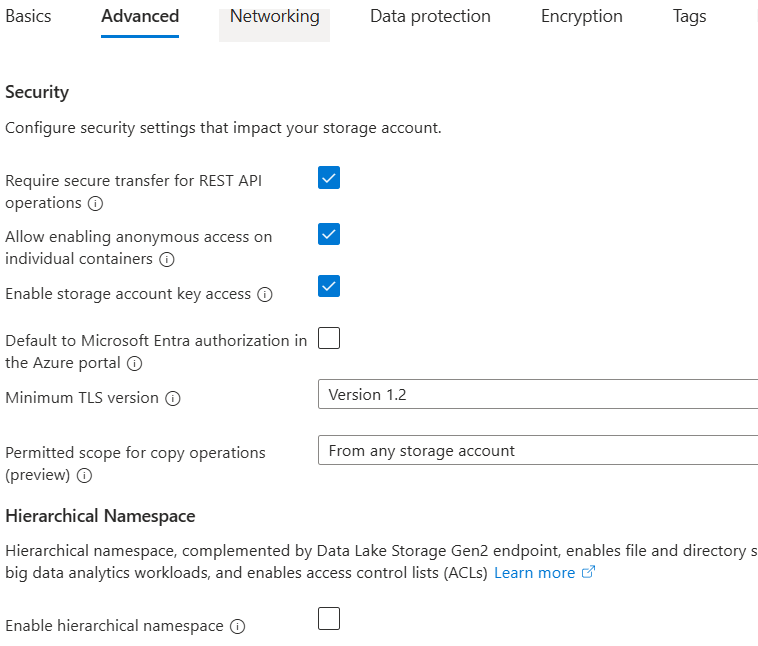 Basics Advanced Networking Data protection Encryption Tags
Security
Configure security settings that impact your storage account.
Require secure transfer for REST API
operations
Allow enabling anonymous access on
individual containers
Enable storage account key access
Default to Microsoft Entra authorization in
the Azure portal
Minimum TLS version
Version 1.2
Permitted scope for copy operations
(preview)
From any storage account
Hierarchical Namespace
Hierarchical namespace, complemented by Data Lake Storage Gen2 endpoint, enables file and directory s
big data analytics workloads, and enables access control lists (ACLs) Learn more
Enable hierarchical namespace